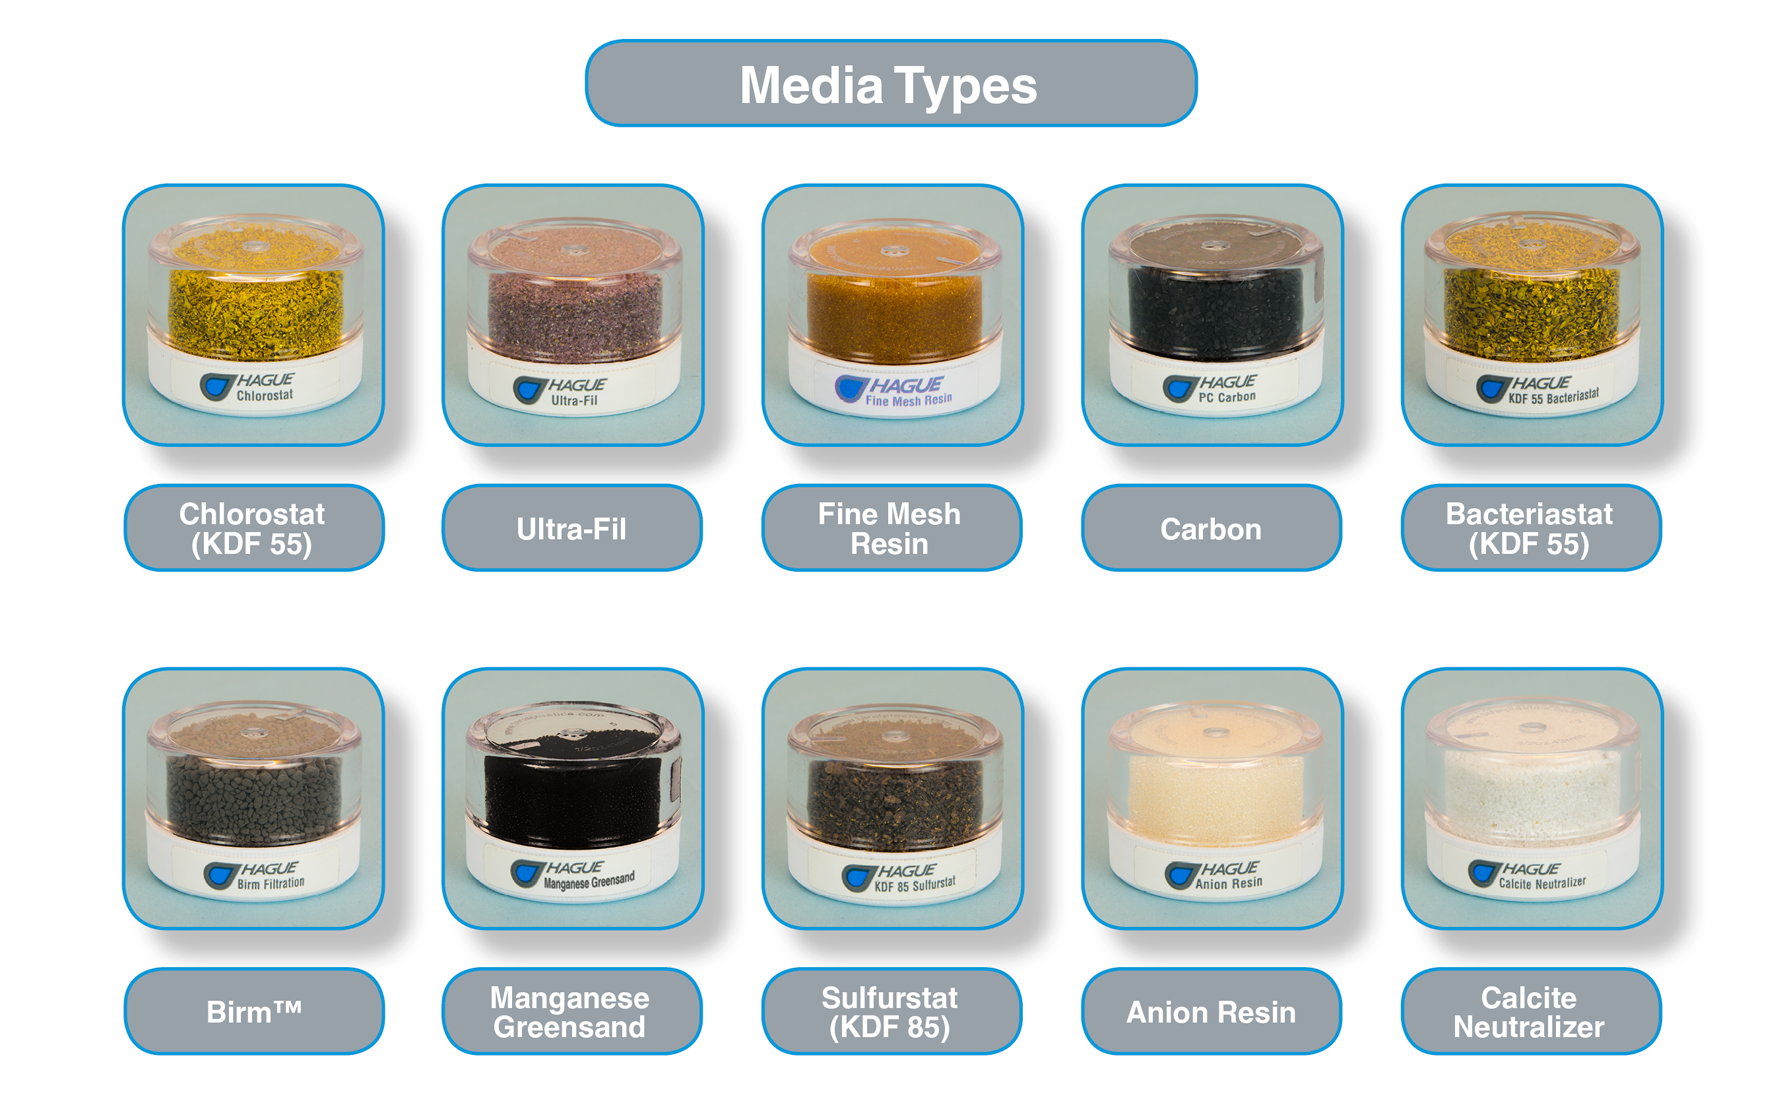 Media Types
HAGUE
Chlorostat
HAGUE
Ultra-Fil
HAGUE
Fine Mesh Resin
HAGUE
PC Carbon
HAGUE
KDF 55 Bacteriastat
Chlorostat
(KDF 55)
Ultra-Fil
Fine Mesh
Resin
Carbon
Bacteriastat
(KDF 55)
HAGUE
Birm Filtration
HAGUE
Manganese Greensand
HAGUE
KDF 85 Sulfurstat
HAGUE
Anion Resin
HAGUE
Calcite Neutralizer
Birm™
Manganese
Greensand
Sulfurstat
(KDF 85)
Anion Resin
Calcite
Neutralizer